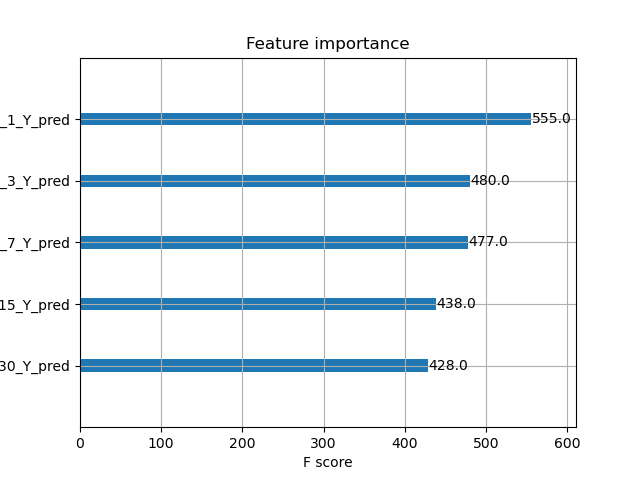 Feature importance
_1_Y_pred
555.0
_3_Y_pred
480.0
_7_Y_pred
477.0
15_Y_pred
438.0
30_Y_pred
428.0
0 100 200 300 400 500 600
F score